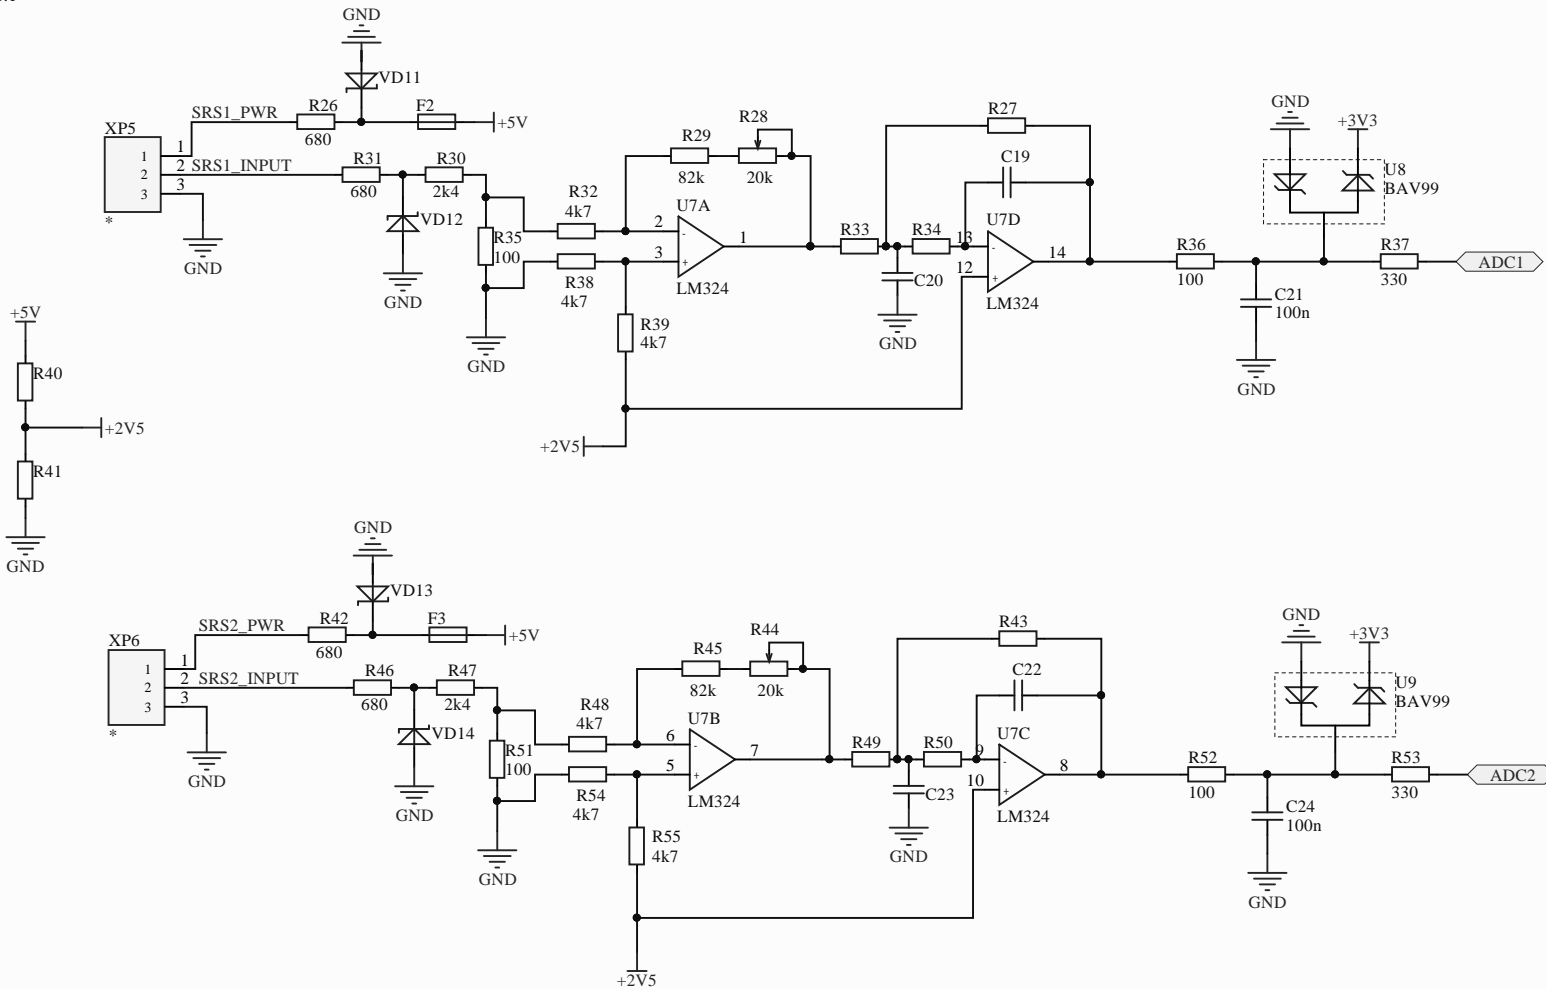 GND
VD11
SRS1_PWR
R26
680
F2
+5V
XP5
1
2
3
1
2
3
*
SRS1_INPUT
R31
680
R30
2k4
VD12
GND
GND
R35
100
GND
R32
4k7
R38
4k7
R39
4k7
+2V5
R29
82k
R28
20k
U7A
2
3
-
+
1
LM324
R33
R34
C20
GND
R27
C19
U7D
13
12
-
+
14
LM324
R36
100
C21
100n
GND
GND
+3V3
U8
BAV99
R37
330
ADC1
+5V
R40
+2V5
R41
GND
GND
VD13
SRS2_PWR
R42
680
F3
+5V
XP6
1
2
3
1
2
3
*
SRS2_INPUT
R46
680
R47
2k4
VD14
GND
GND
R51
100
GND
R48
4k7
R54
4k7
R55
4k7
+2V5
R45
82k
R44
20k
U7B
6
5
-
+
7
LM324
R49
R50
C23
GND
R43
C22
U7C
9
10
-
+
8
LM324
R52
100
C24
100n
GND
GND
+3V3
U9
BAV99
R53
330
ADC2